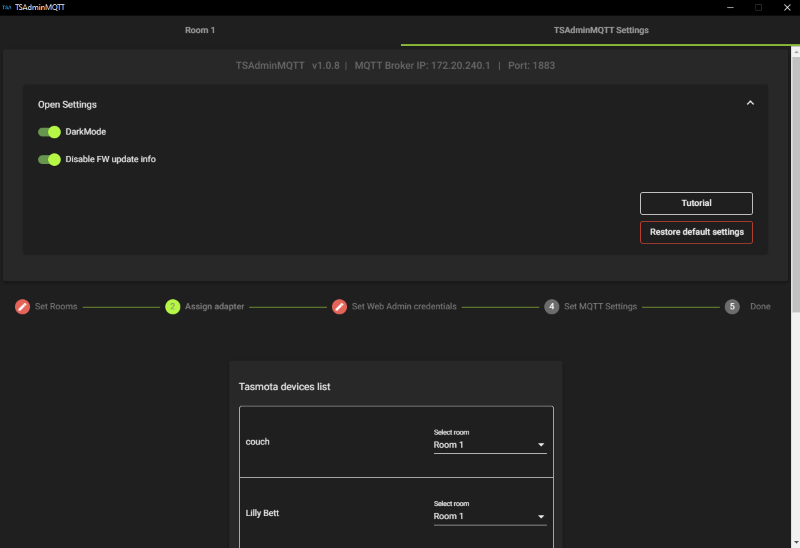 TSA TSAdminMQTT
Room 1 TSAdminMQTT Settings
TSAdminMQTT v1.0.8 | MQTT Broker IP: 172.20.240.1 | Port: 1883
Open Settings
DarkMode
Disable FW update info
Tutorial
Restore default settings
Set Rooms 2 Assign adapter Set Web Admin credentials 4 Set MQTT Settings 5 Done
Tasmota devices list
Select room
couch Room 1
Select room
Lilly Bett Room 1